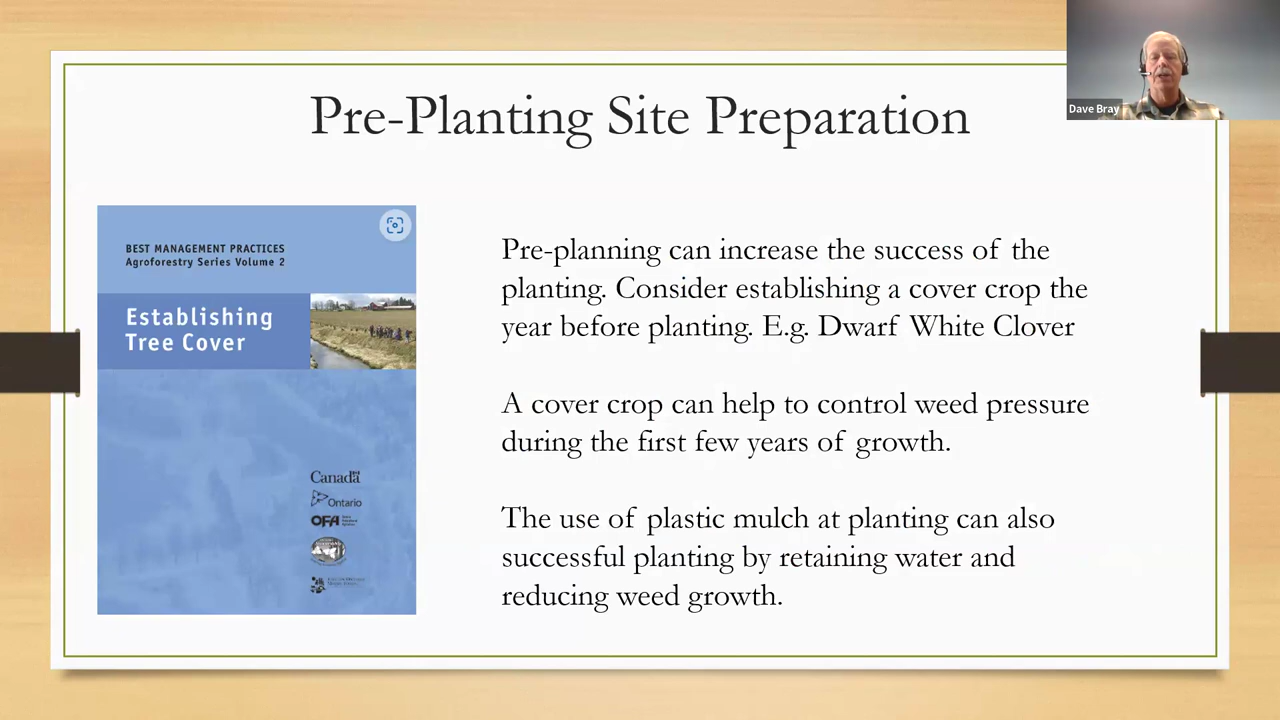 Dave Bray
Pre-Planting Site Preparation
BEST MANAGEMENT PRACTICES
Agroforestry Series Volume 2
Establishing
Tree Cover
Canada
Ontario
OFA
Pre-planning can increase the success of the
planting. Consider establishing a cover crop the
year before planting. E.g. Dwarf White Clover
A cover crop can help to control weed pressure
during the first few years of growth.
The use of plastic mulch at planting can also
successful planting by retaining water and
reducing weed growth.